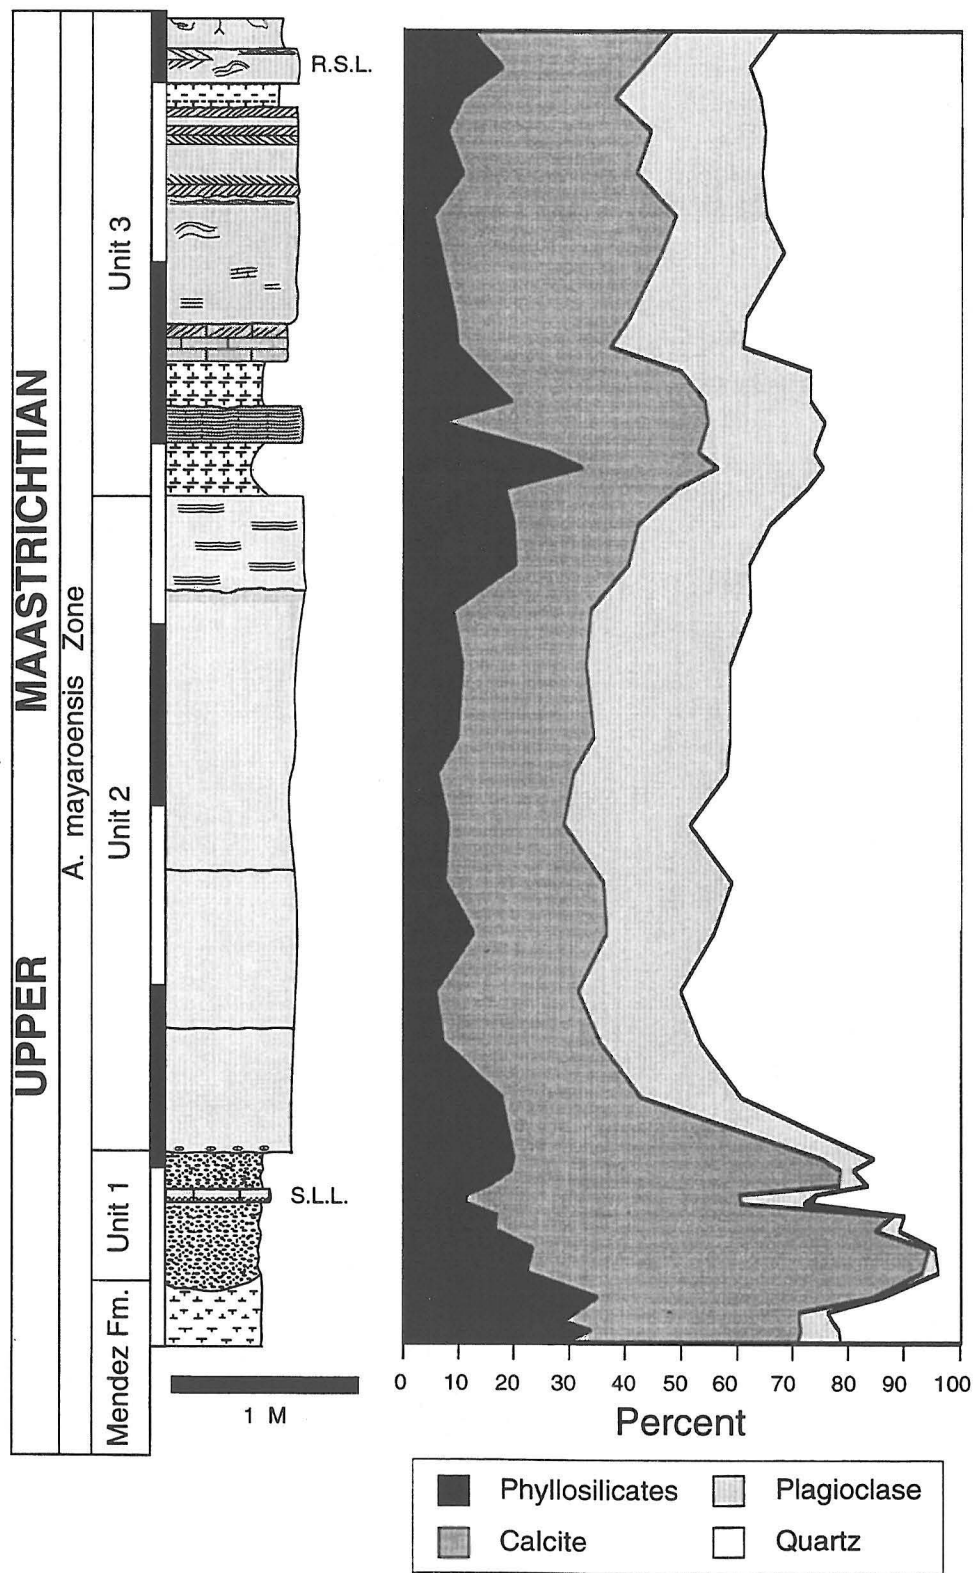 UPPER MAASTRICHTIAN
A. mayaroensis Zone
Unit 3
Unit 2
Unit 1
Mendez Fm.
R.S.L.
S.L.L.
1 M
0 10 20 30 40 50 60 70 80 90 100
Percent
Phyllosilicates
Plagioclase
Calcite
Quartz